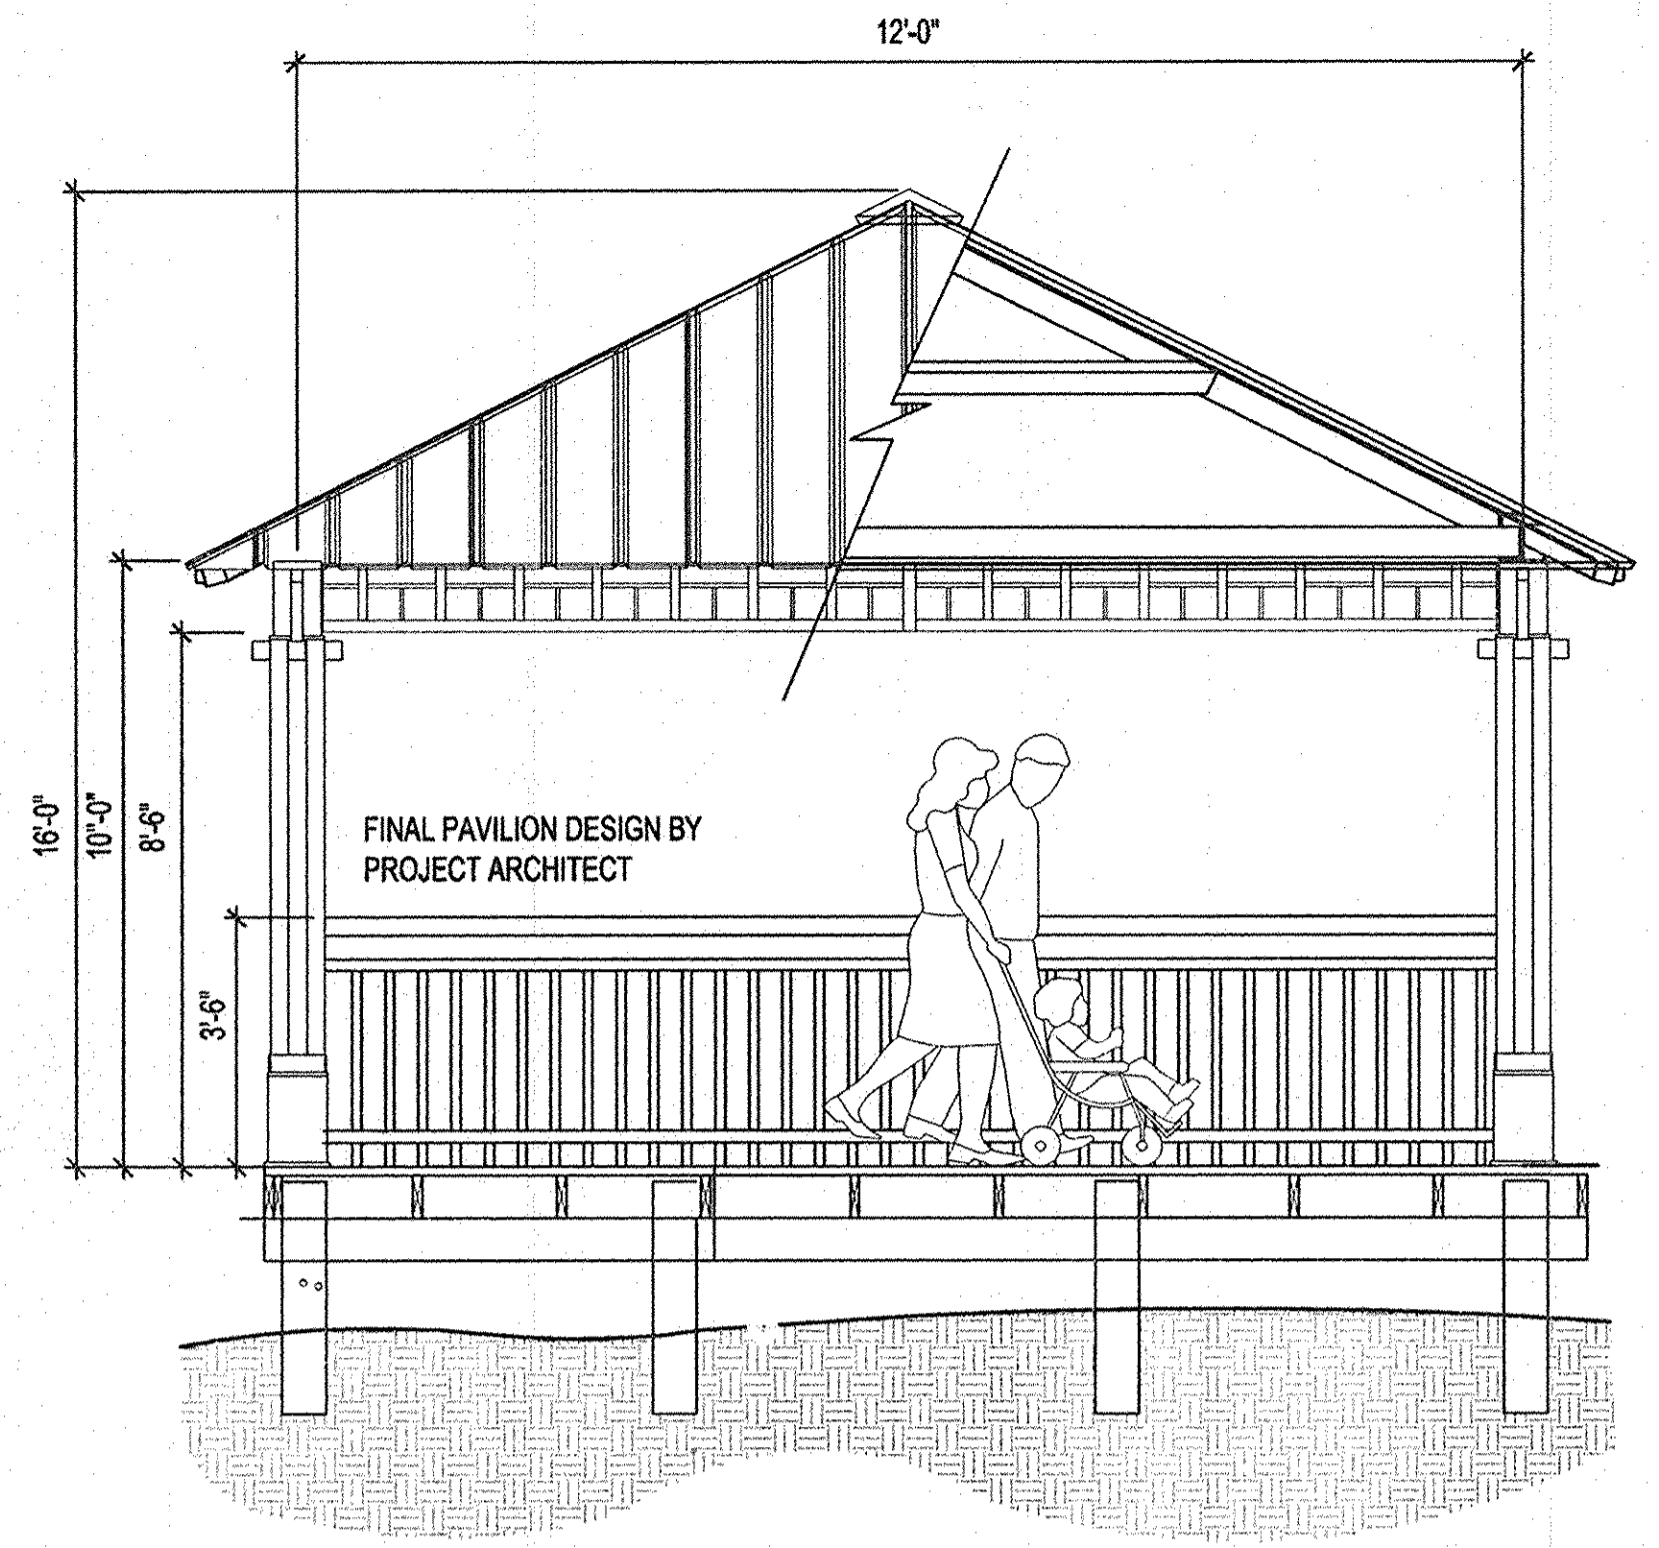 12'-0"
16'-0"
10"-0"
8'-6"
FINAL PAVILION DESIGN BY
PROJECT ARCHITECT
3'-6"